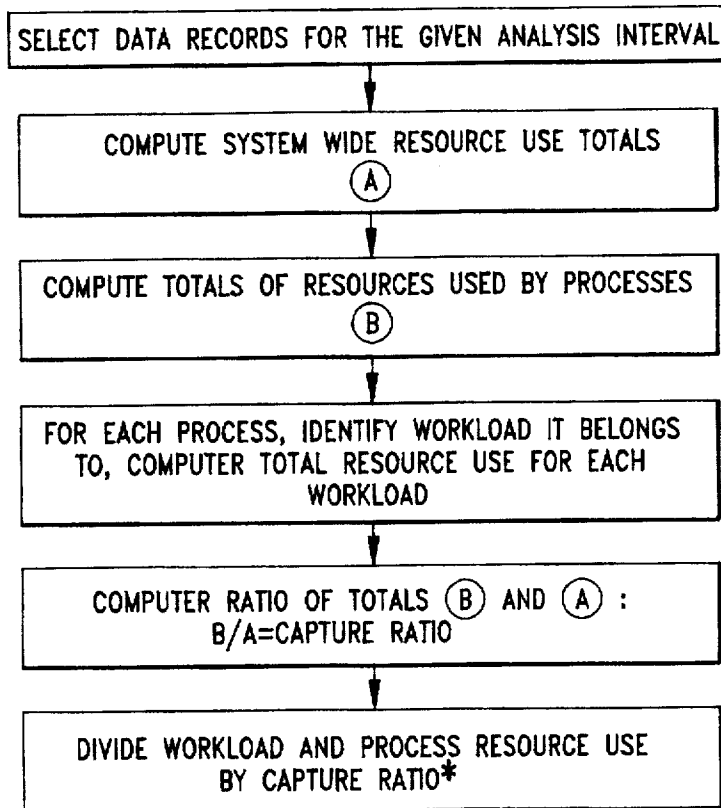 SELECT DATA RECORDS FOR THE GIVEN ANALYSIS INTERVAL
COMPUTE SYSTEM WIDE RESOURCE USE TOTALS
A
COMPUTE TOTALS OF RESOURCES USED BY PROCESSES
B
FOR EACH PROCESS, IDENTIFY WORKLOAD IT BELONGS
TO, COMPUTER TOTAL RESOURCE USE FOR EACH
WORKLOAD
COMPUTER RATIO OF TOTALS B AND A :
B/A=CAPTURE RATIO
DIVIDE WORKLOAD AND PROCESS RESOURCE USE
BY CAPTURE RATIO*